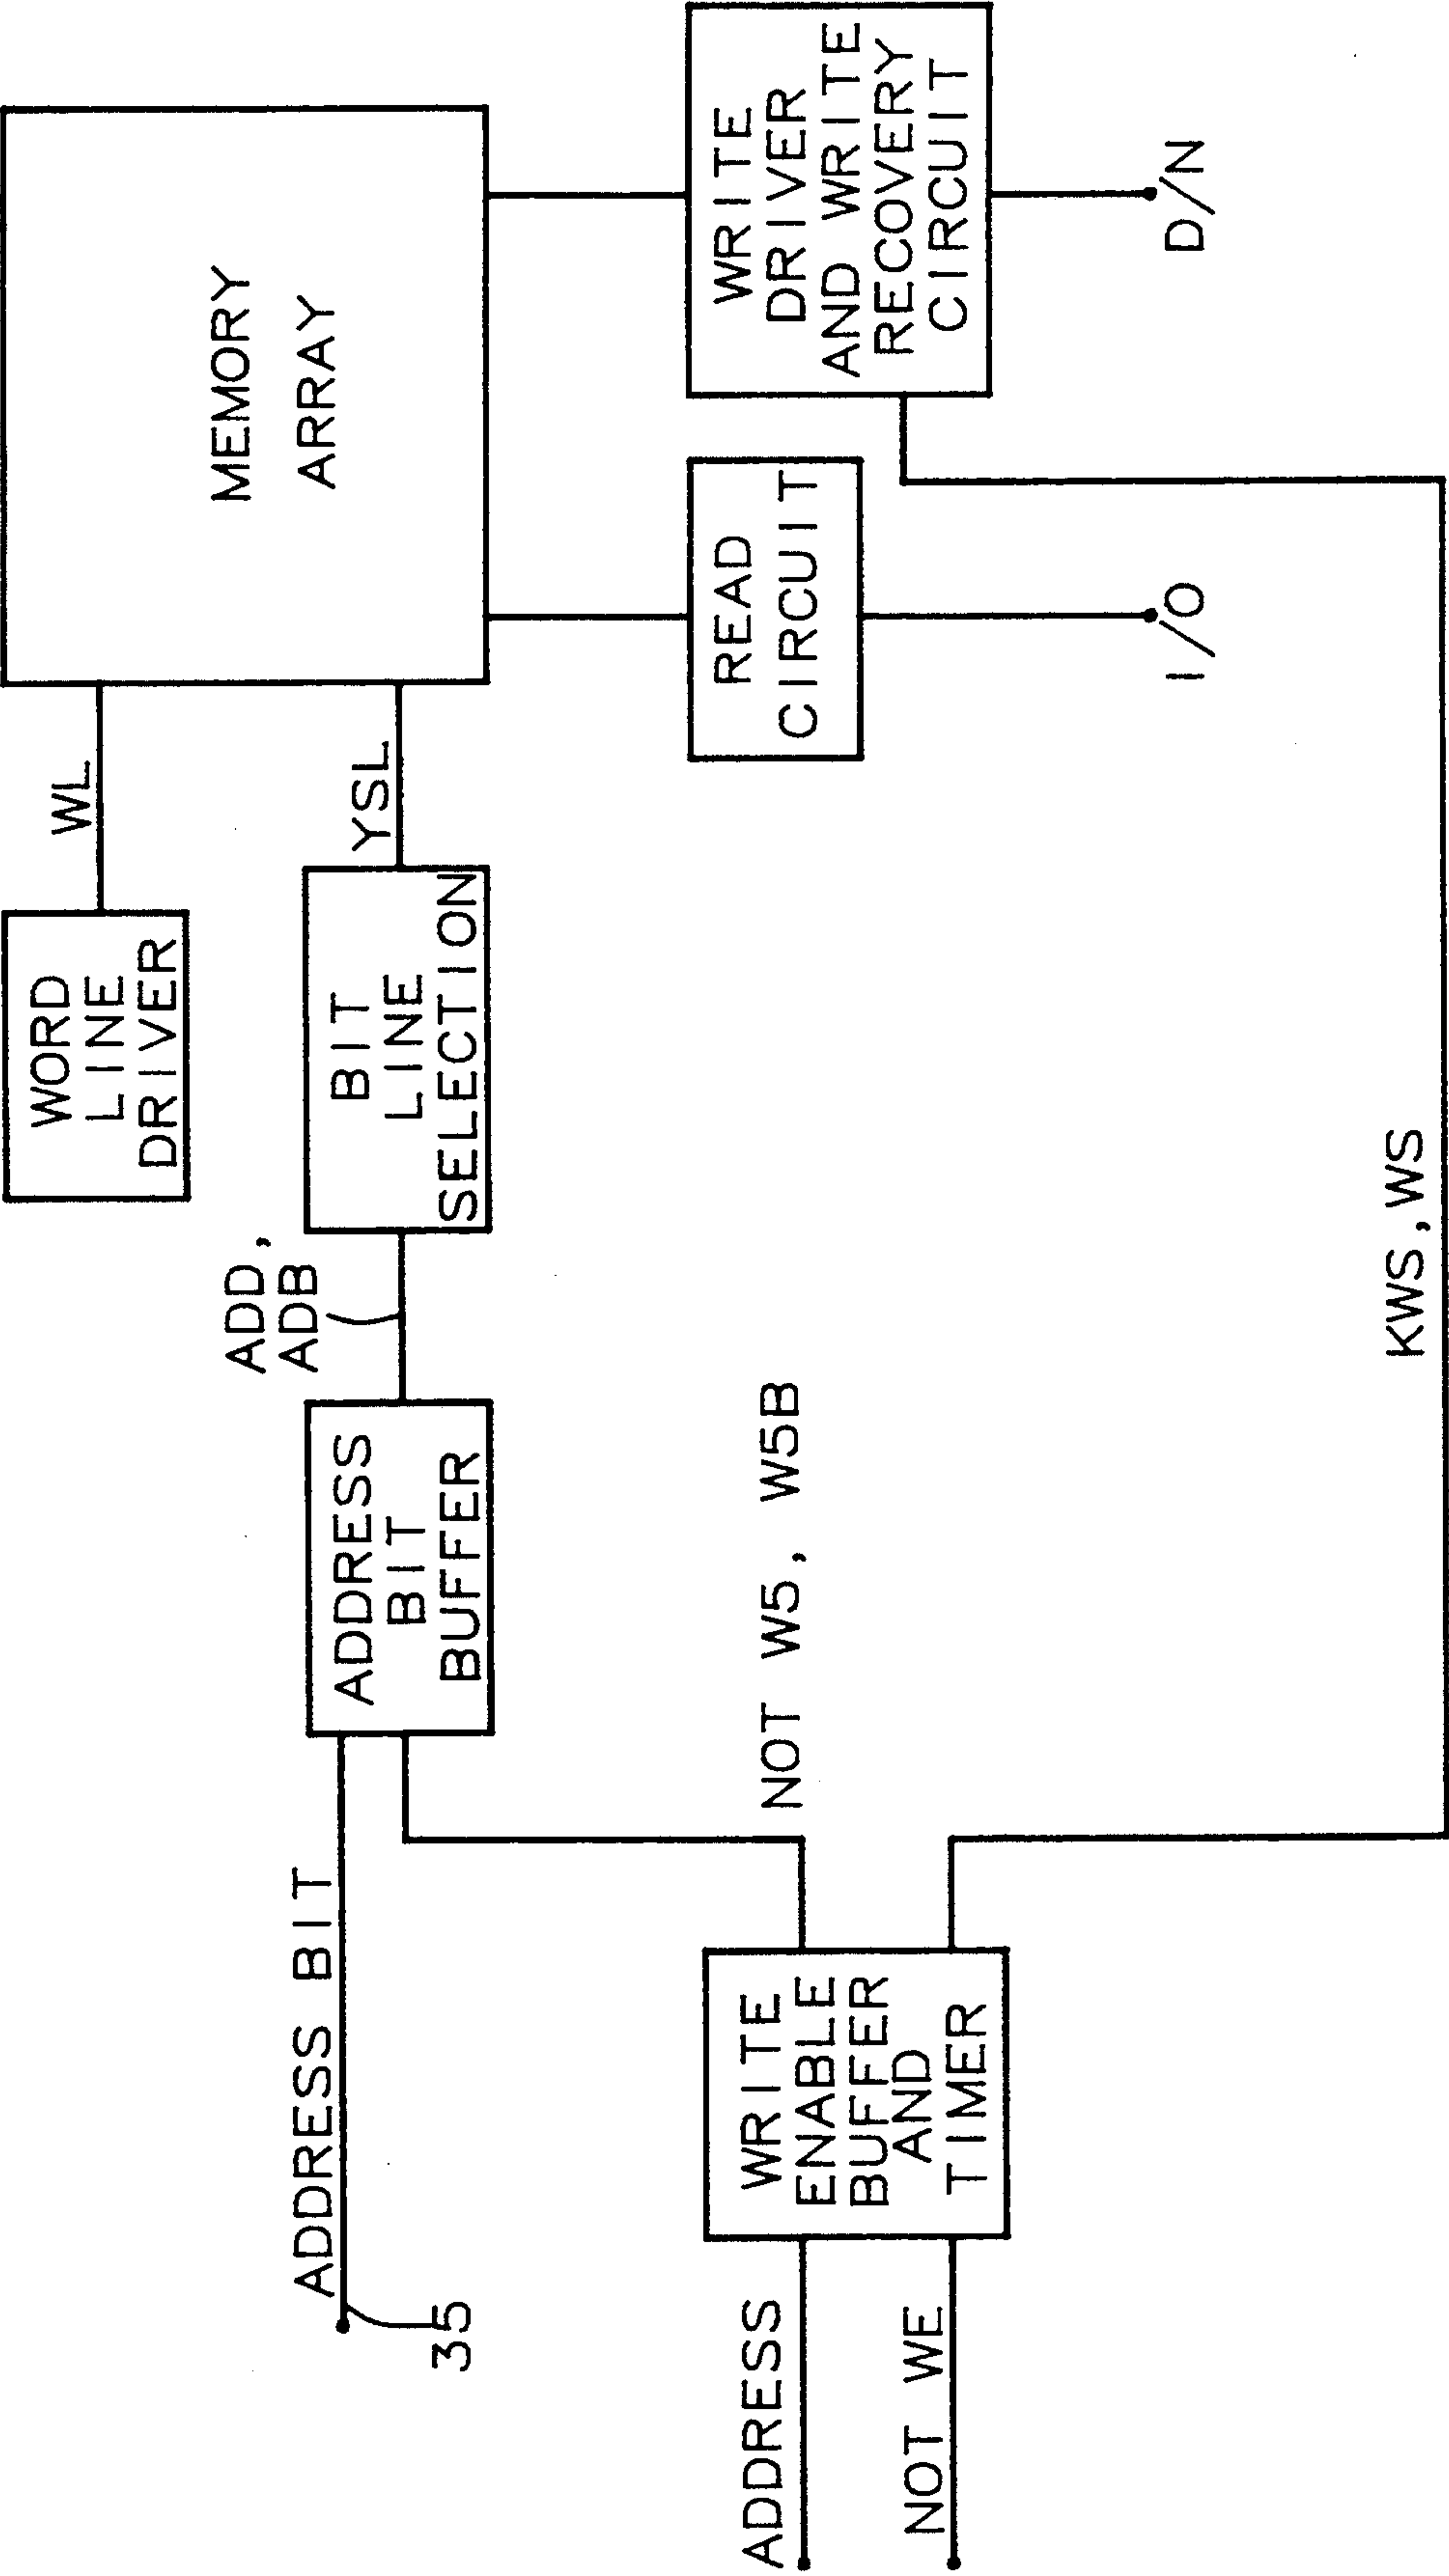 WORD
LINE
DRIVER
WL
MEMORY
ARRAY
ADDRESS BIT
35
ADDRESS
BIT
BUFFER
ADD,
ADB
BIT
LINE
SELECTION
YSL
ADDRESS
NOT WE
WRITE
ENABLE
BUFFER
AND
TIMER
NOT W5, W5B
READ
CIRCUIT
I/O
WRITE
DRIVER
AND WRITE
RECOVERY
CIRCUIT
D/N
KWS,WS